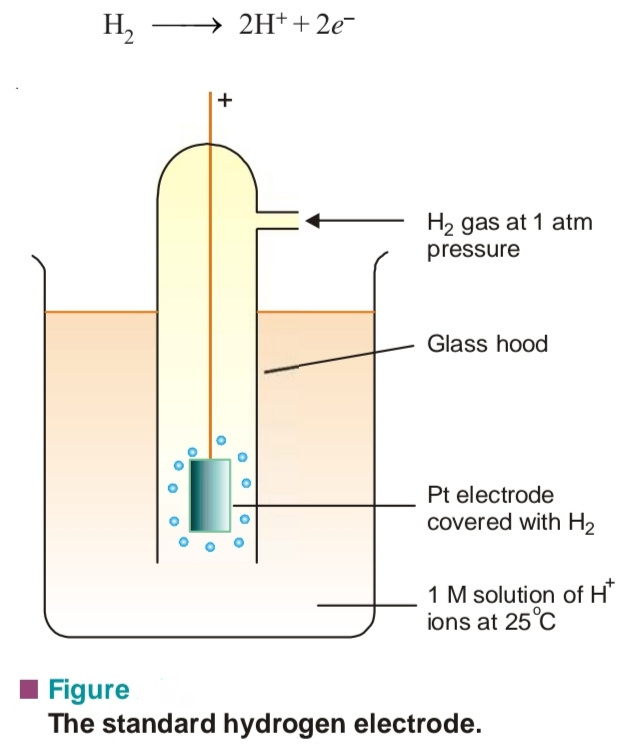 H₂ ⟶ 2H⁺ + 2e⁻
+
H₂ gas at 1 atm
pressure
Glass hood
Pt electrode
covered with H₂
1 M solution of H⁺
ions at 25°C
Figure
The standard hydrogen electrode.